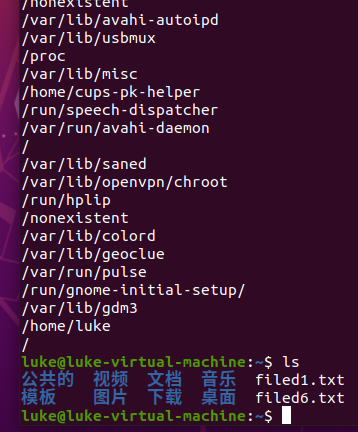 /nonexistent
/var/lib/avahi-autoipd
/var/lib/usbmux
/proc
/var/lib/misc
/home/cups-pk-helper
/run/speech-dispatcher
/var/run/avahi-daemon
/
/var/lib/saned
/var/lib/openvpn/chroot
/run/hplip
/nonexistent
/var/lib/colord
/var/lib/geoclue
/var/run/pulse
/run/gnome-initial-setup/
/var/lib/gdm3
/home/luke
/
luke@luke-virtual-machine:~$ ls
公共的 视频 文档 音乐 filed1.txt
模板 图片 下载 桌面 filed6.txt
luke@luke-virtual-machine:~$